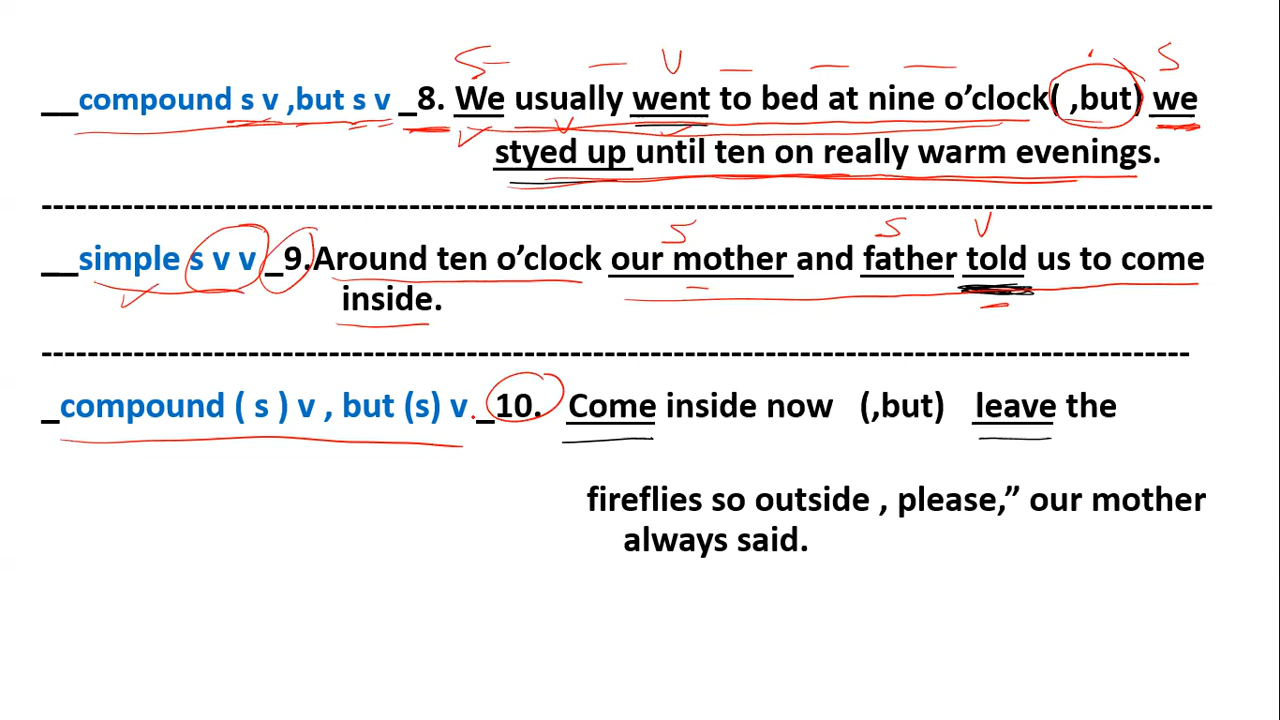 __compound s v ,but s v _8. We usually went to bed at nine o’clock( ,but) we
S V S
styed up until ten on really warm evenings.
S S V
__simple s v v _9.Around ten o’clock our mother and father told us to come
inside.
_compound ( s ) v , but (s) v._10. Come inside now (,but) leave the
fireflies so outside , please,” our mother
always said.